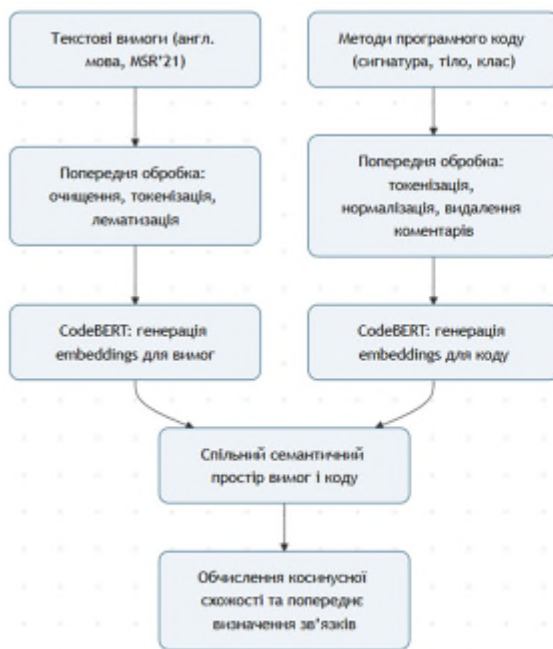 Текстові вимоги (англ.
мова, MSR'21)
Методи програмного коду
(сигнатура, тіло, клас)
Попередня обробка:
очищення, токенізація,
лематизація
Попередня обробка:
токенізація,
нормалізація, видалення
коментарів
CodeBERT: генерація
embeddings для вимог
CodeBERT: генерація
embeddings для коду
Спільний семантичний
простір вимог і коду
Обчислення косинусної
схожості та попереднє
визначення зв'язків